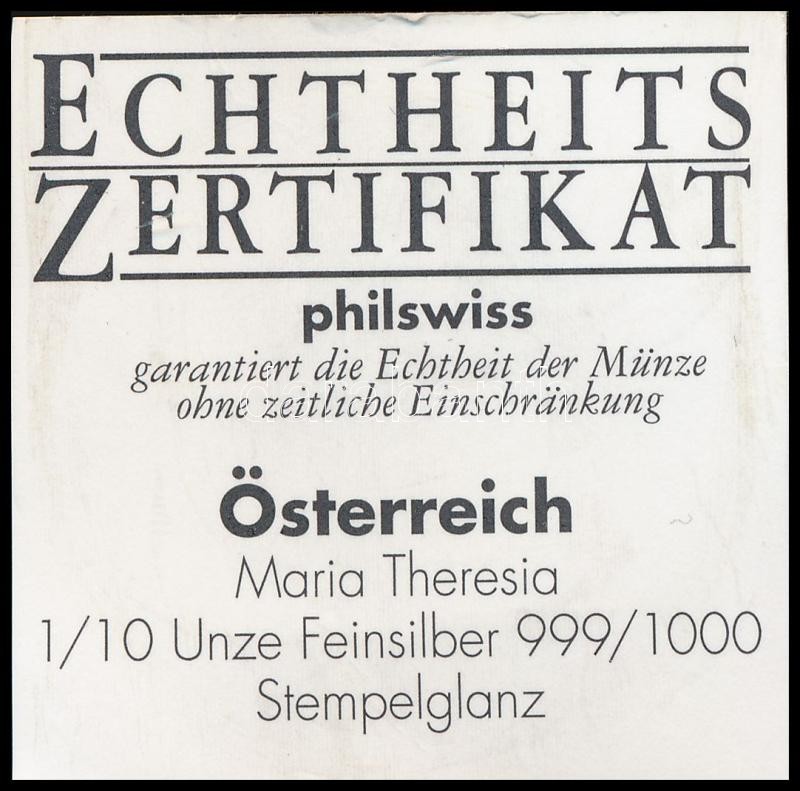 ECHTHEITS
ZERTIFIKAT
philswiss
garantiert die Echtheit der Münze
ohne zeitliche Einschränkung
Österreich
Maria Theresia
1/10 Unze Feinsilber 999/1000
Stempelglanz